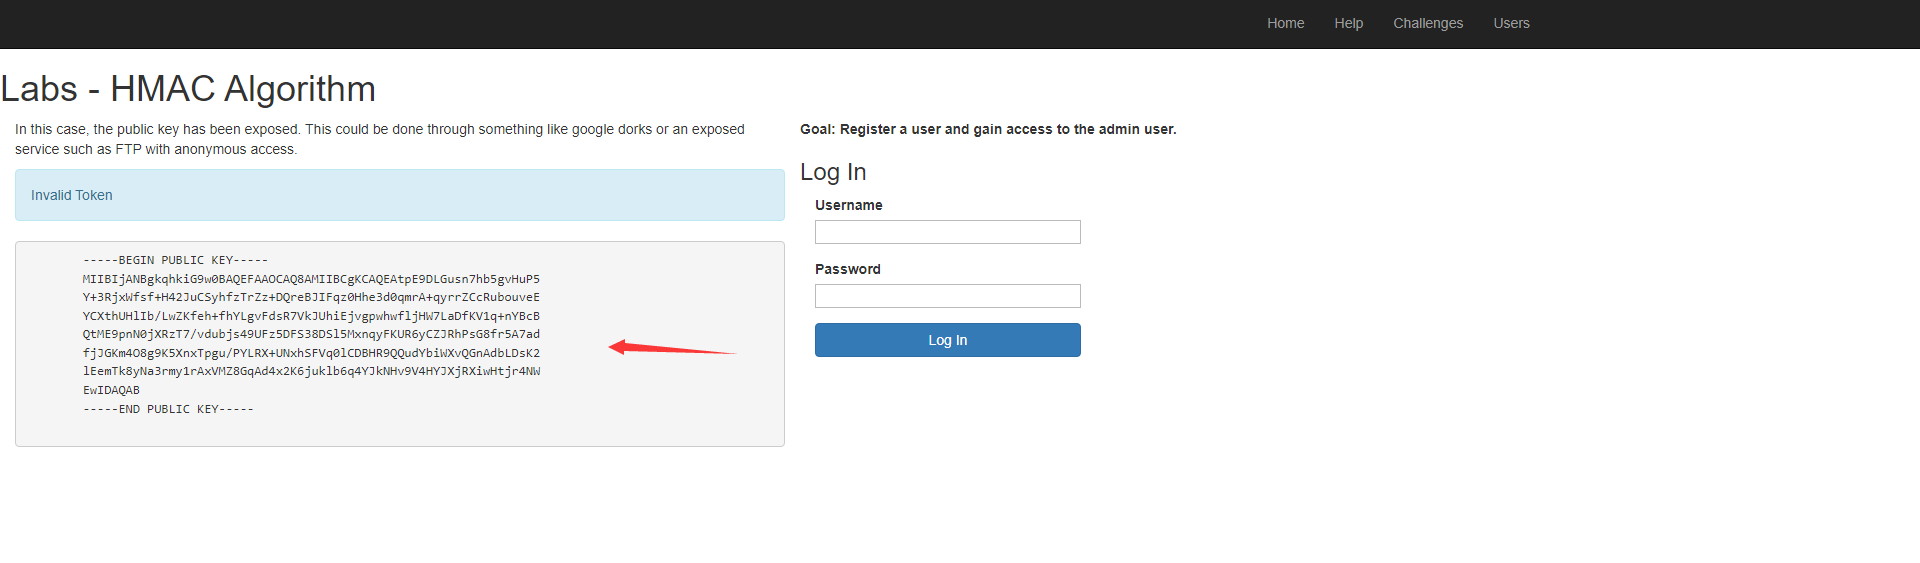 Home Help Challenges Users
Labs - HMAC Algorithm
In this case, the public key has been exposed. This could be done through something like google dorks or an exposed
service such as FTP with anonymous access.
Invalid Token
-----BEGIN PUBLIC KEY-----
MIIBIjANBgkqhkiG9w0BAQEFAAOCAQ8AMIIBCgKCAQEAtpE9DLGusn7hb5gvHuP5
Y+3RjxWfsf+H42JuCSyhfzTrZz+DQreBJIFqz0Hhe3d0qmrA+qyrrZCcRubouveE
YCXthUHlIb/LwZKfeh+fhYLgvFdsR7VkJUhiEjvgpwhwfljHW7LaDfKV1q+nYBcB
QtME9pnN0jXRzT7/vdubjs49UFz5DFS38DSl5MxnqyFKUR6yCZJRhPsG8fr5A7ad
fjJGKm4O8g9K5XnxTpgu/PYLRX+UNxhSFVq0lCDBHR9QQudYbiWXvQGnAdbLDsK2
lEemTk8yNa3rmy1rAxVMZ8GqAd4x2K6juklb6q4YJkNHv9V4HYJXjRXiwHtjr4NW
EwIDAQAB
-----END PUBLIC KEY-----
Goal: Register a user and gain access to the admin user.
Log In
Username
Password
Log In